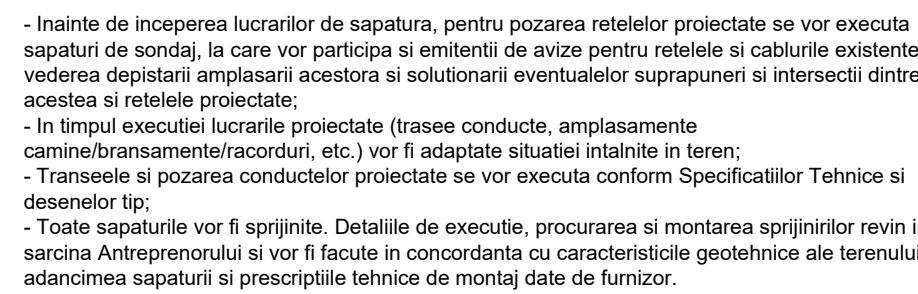 - Inainte de inceperea lucrarilor de sapatura, pentru pozarea retelelor proiectate se vor executa
sapaturi de sondaj, la care vor participa si emitentii de avize pentru retelele si cablurile existente
vederea depistarii amplasarii acestora si solutionarii eventualelor suprapuneri si intersectii dintre
acestea si retelele proiectate;
- In timpul executiei lucrarile proiectate (trasee conducte, amplasamente
camine/bransamente/racorduri, etc.) vor fi adaptate situatiei intalnite in teren;
- Transeele si pozarea conductelor proiectate se vor executa conform Specificatiilor Tehnice si
desenelor tip;
- Toate sapaturile vor fi sprijinite. Detaliile de executie, procurarea si montarea sprijinirilor revin i
sarcina Antreprenorului si vor fi facute in concordanta cu caracteristicile geotehnice ale terenului
adancimea sapaturii si prescriptiile tehnice de montaj date de furnizor.